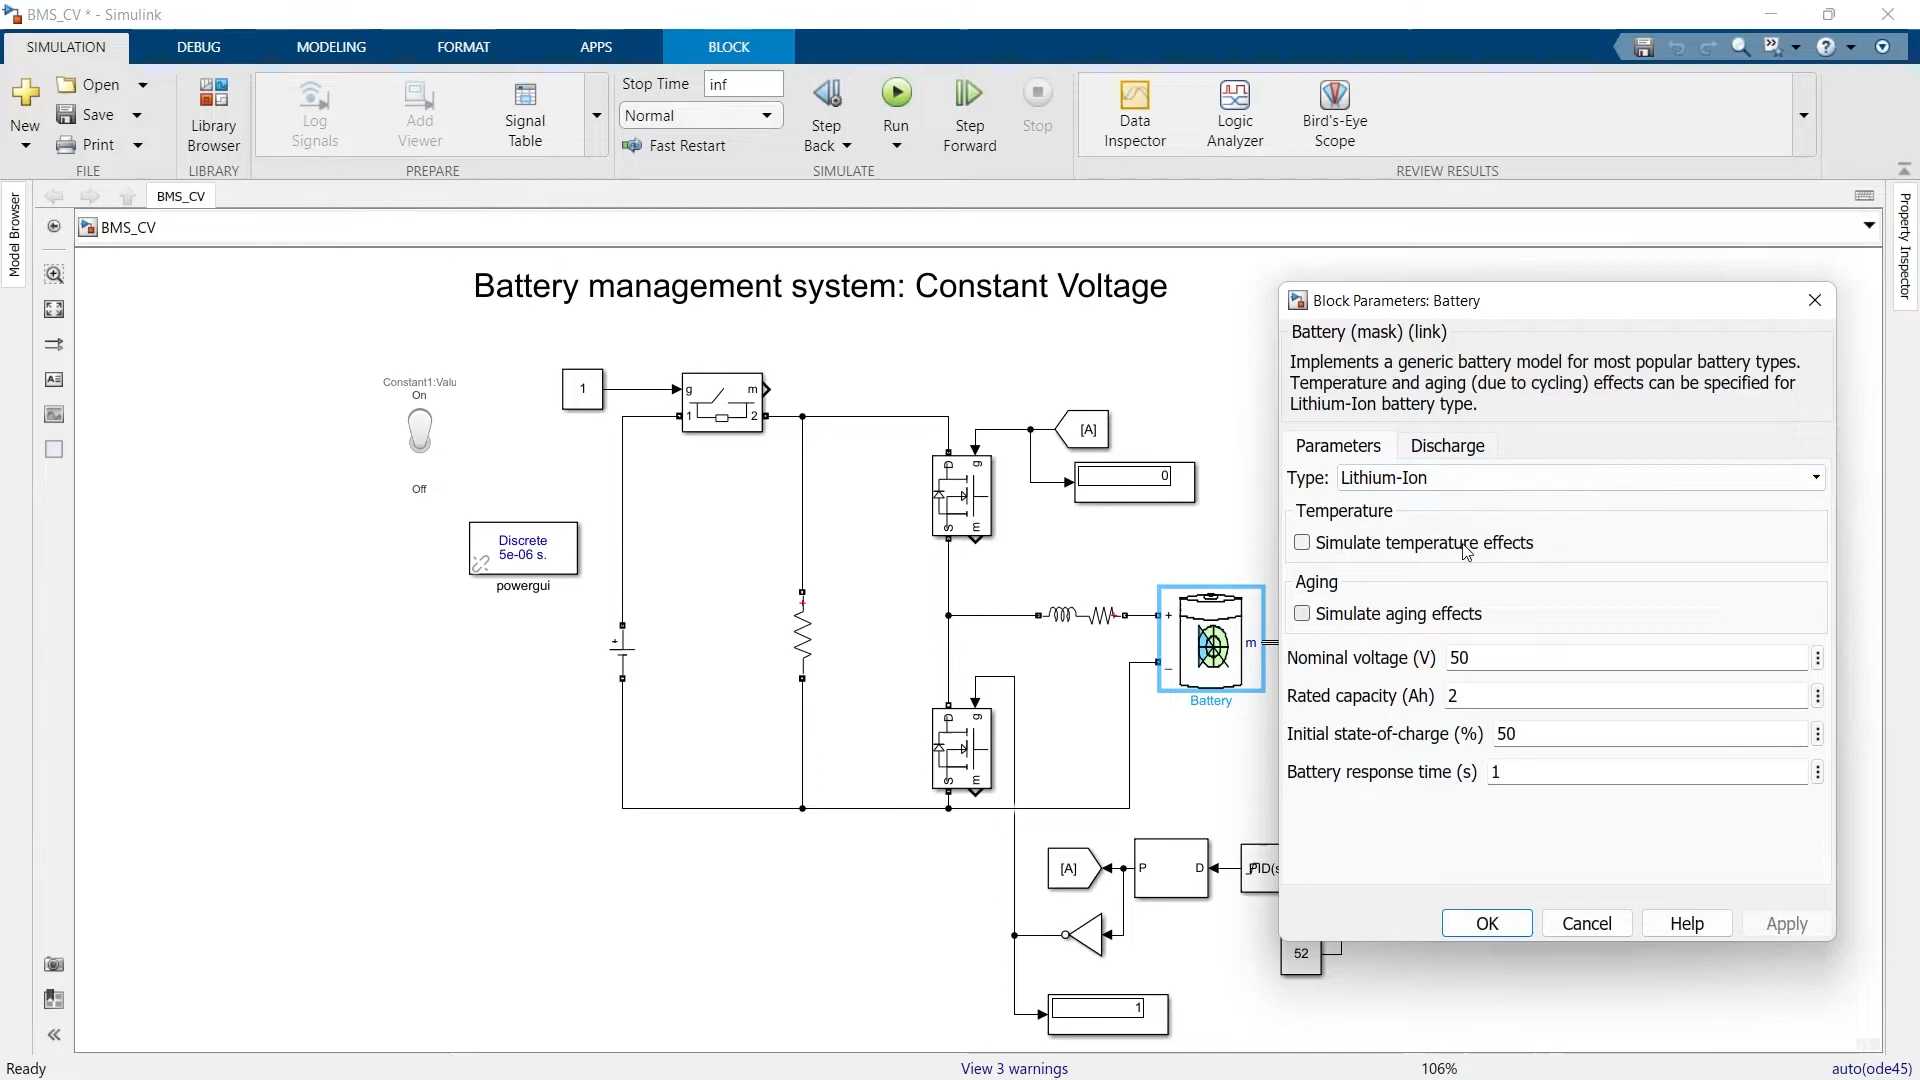 BMS_CV * - Simulink
SIMULATION DEBUG MODELING FORMAT APPS BLOCK
New
Open
Save
Print
FILE
Library Browser
LIBRARY
Log Signals
Add Viewer
Signal Table
PREPARE
Stop Time inf
Normal
Fast Restart
Step Back
Run
Step Forward
Stop
SIMULATE
Data Inspector
Logic Analyzer
Bird's-Eye Scope
REVIEW RESULTS
Model Browser
BMS_CV
BMS_CV
Property Inspector
Battery management system: Constant Voltage
Constant1:Valu
On
Off
1
g m
1 2
Discrete
5e-06 s.
powergui
[A]
0
D g
S m
+
+
m
−
Battery
D g
S m
[A]
P D
PID(s
52
1
Block Parameters: Battery
Battery (mask) (link)
Implements a generic battery model for most popular battery types.
Temperature and aging (due to cycling) effects can be specified for
Lithium-Ion battery type.
Parameters Discharge
Type: Lithium-Ion
Temperature
Simulate temperature effects
Aging
Simulate aging effects
Nominal voltage (V) 50
Rated capacity (Ah) 2
Initial state-of-charge (%) 50
Battery response time (s) 1
OK Cancel Help Apply
Ready View 3 warnings 106% auto(ode45)